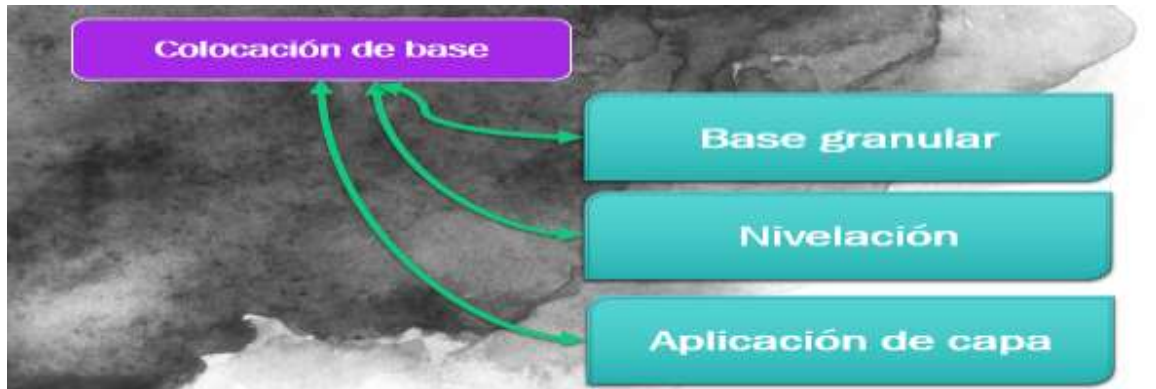 Colocación de base
Base granular
Nivelación
Aplicación de capa